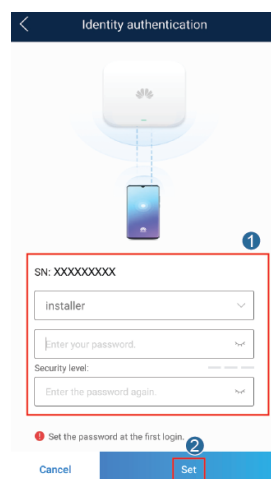 Identity authentication
1
SN: XXXXXXXXX
installer
Enter your password.
Security level:
Enter the password again.
! Set the password at the first login.
2
Cancel
Set